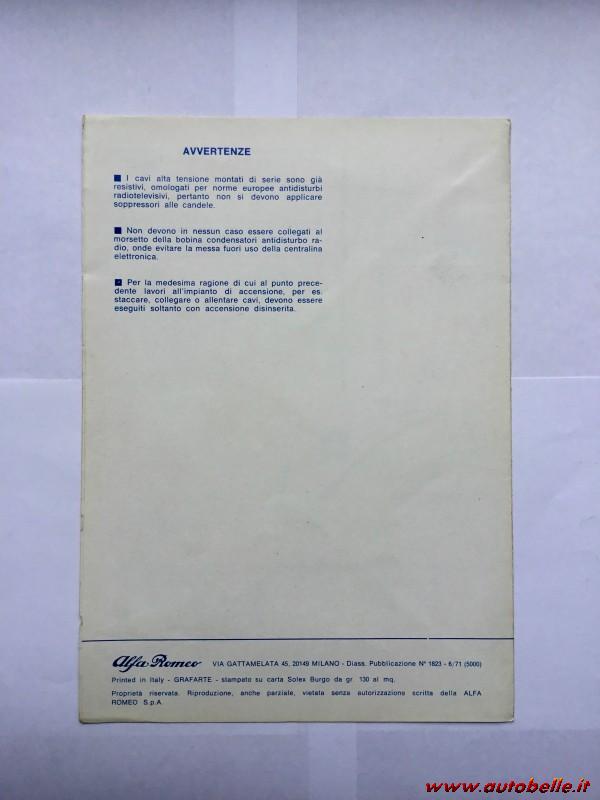 AVVERTENZE
■ I cavi alta tensione montati di serie sono già
resistivi, omologati per norme europee antidisturbi
radiotelevisivi, pertanto non si devono applicare
soppressori alle candele.
■ Non devono in nessun caso essere collegati al
morsetto della bobina condensatori antidisturbo ra-
dio, onde evitare la messa fuori uso della centralina
elettronica.
■ Per la medesima ragione di cui al punto prece-
dente lavori all'impianto di accensione, per es.
staccare, collegare o allentare cavi, devono essere
eseguiti soltanto con accensione disinserita.
Alfa Romeo VIA GATTAMELATA 45, 20149 MILANO - Diass. Pubblicazione N° 1823 - 6/71 (5000)
Printed in Italy - GRAFARTE - stampato su carta Solex Burgo da gr. 130 al mq.
Proprietà riservata. Riproduzione, anche parziale, vietata senza autorizzazione scritta della ALFA
ROMEO S.p.A.
www.autobelle.it